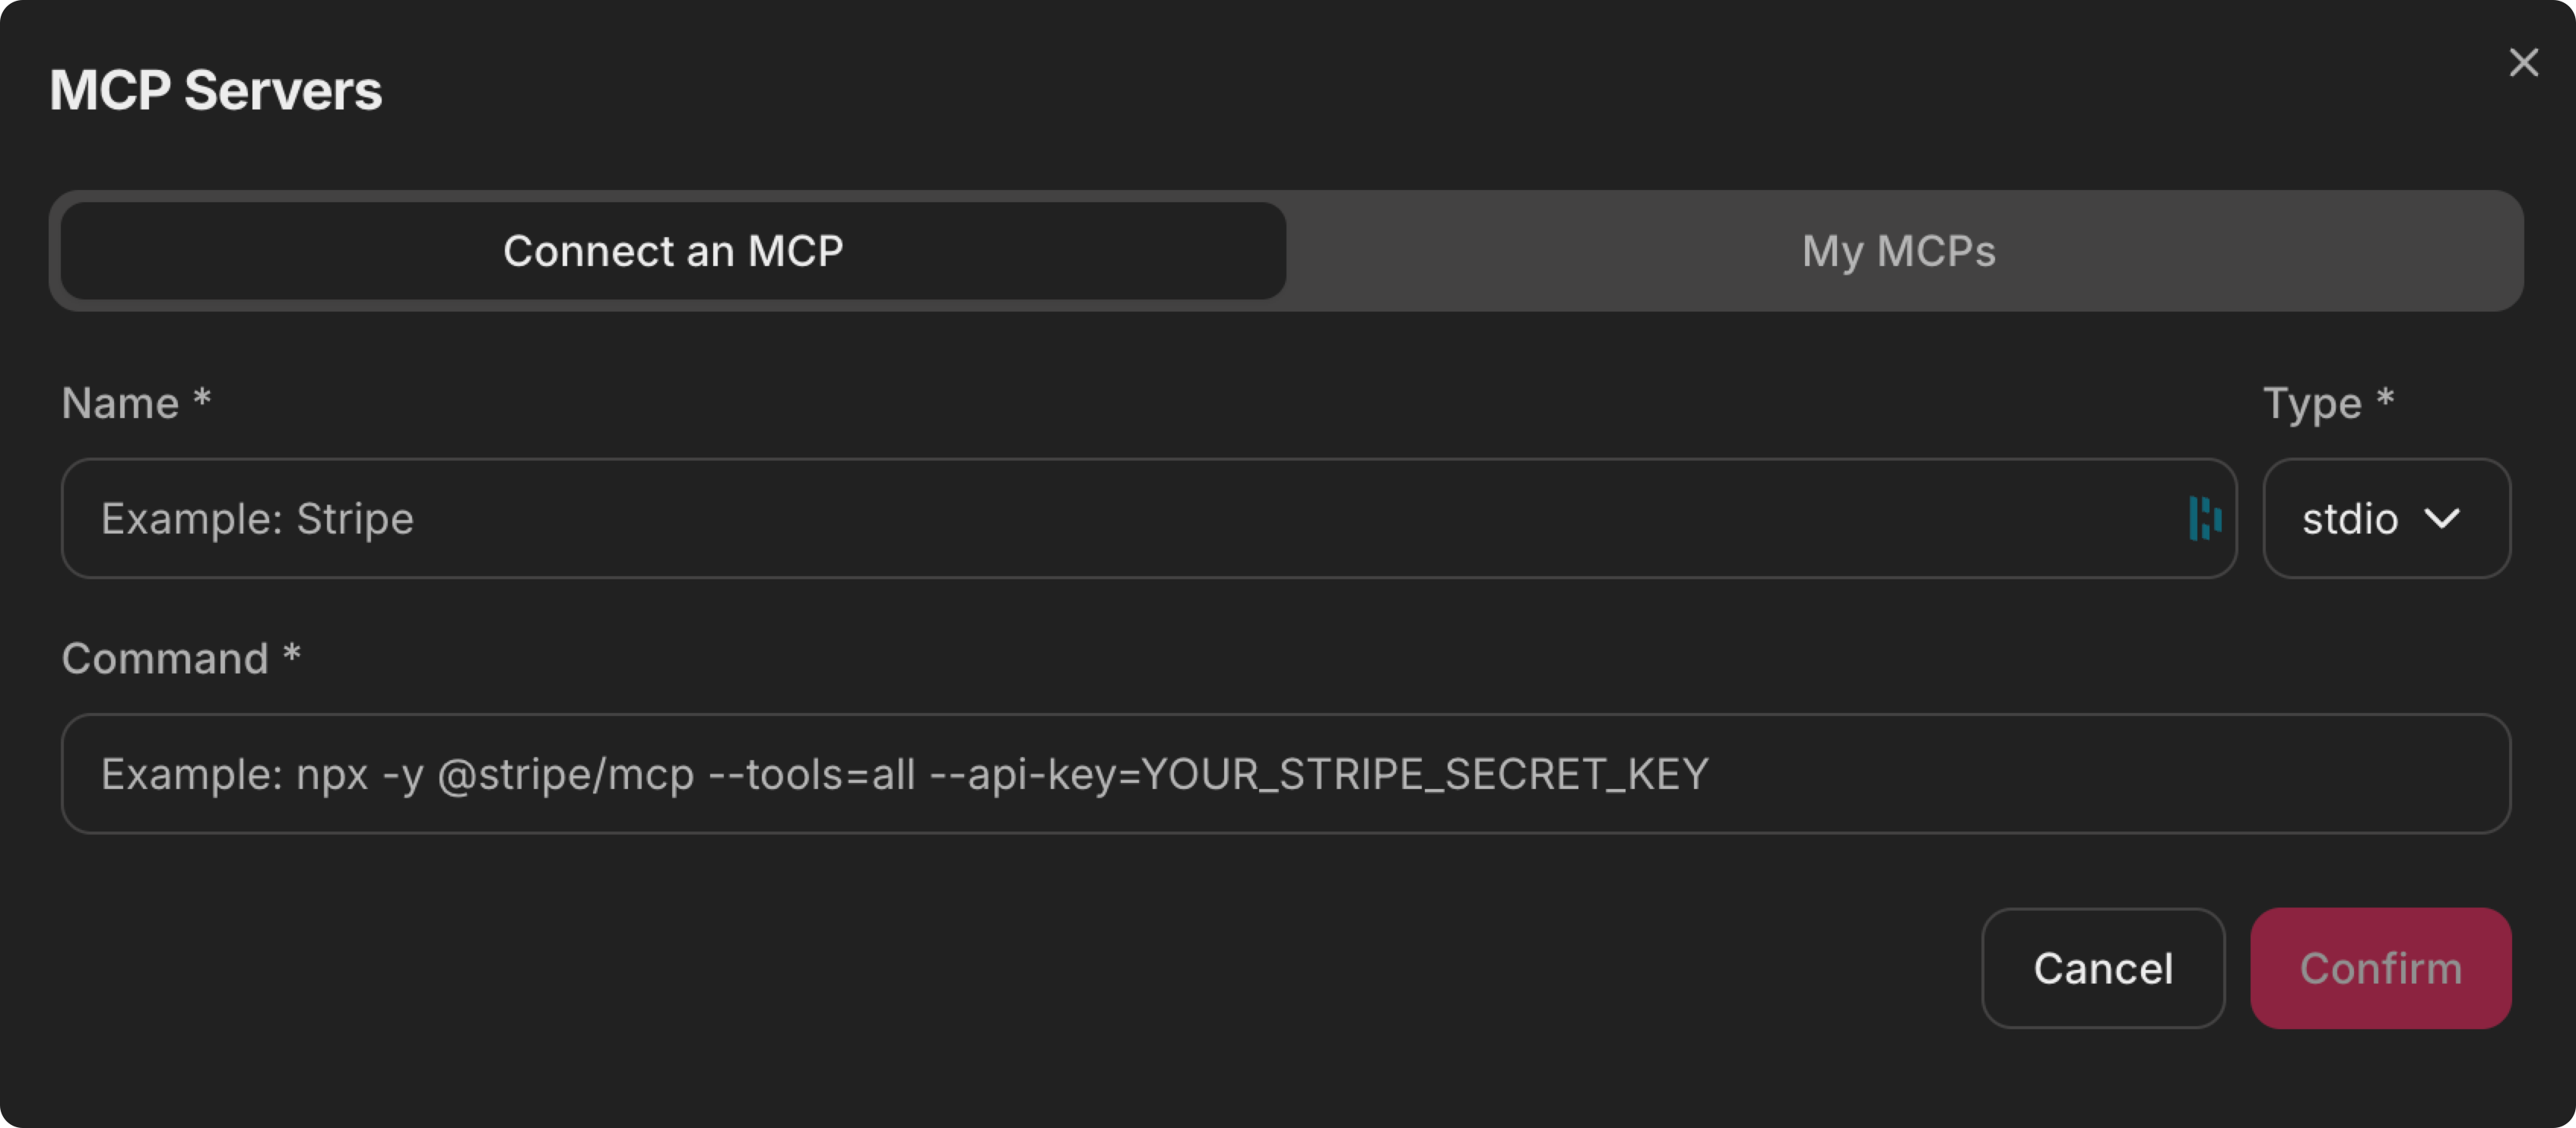 MCP Servers
Connect an MCP
My MCPs
Name *
Type *
Example: Stripe
stdio
Command *
Example: npx -y @stripe/mcp --tools=all --api-key=YOUR_STRIPE_SECRET_KEY
Cancel
Confirm